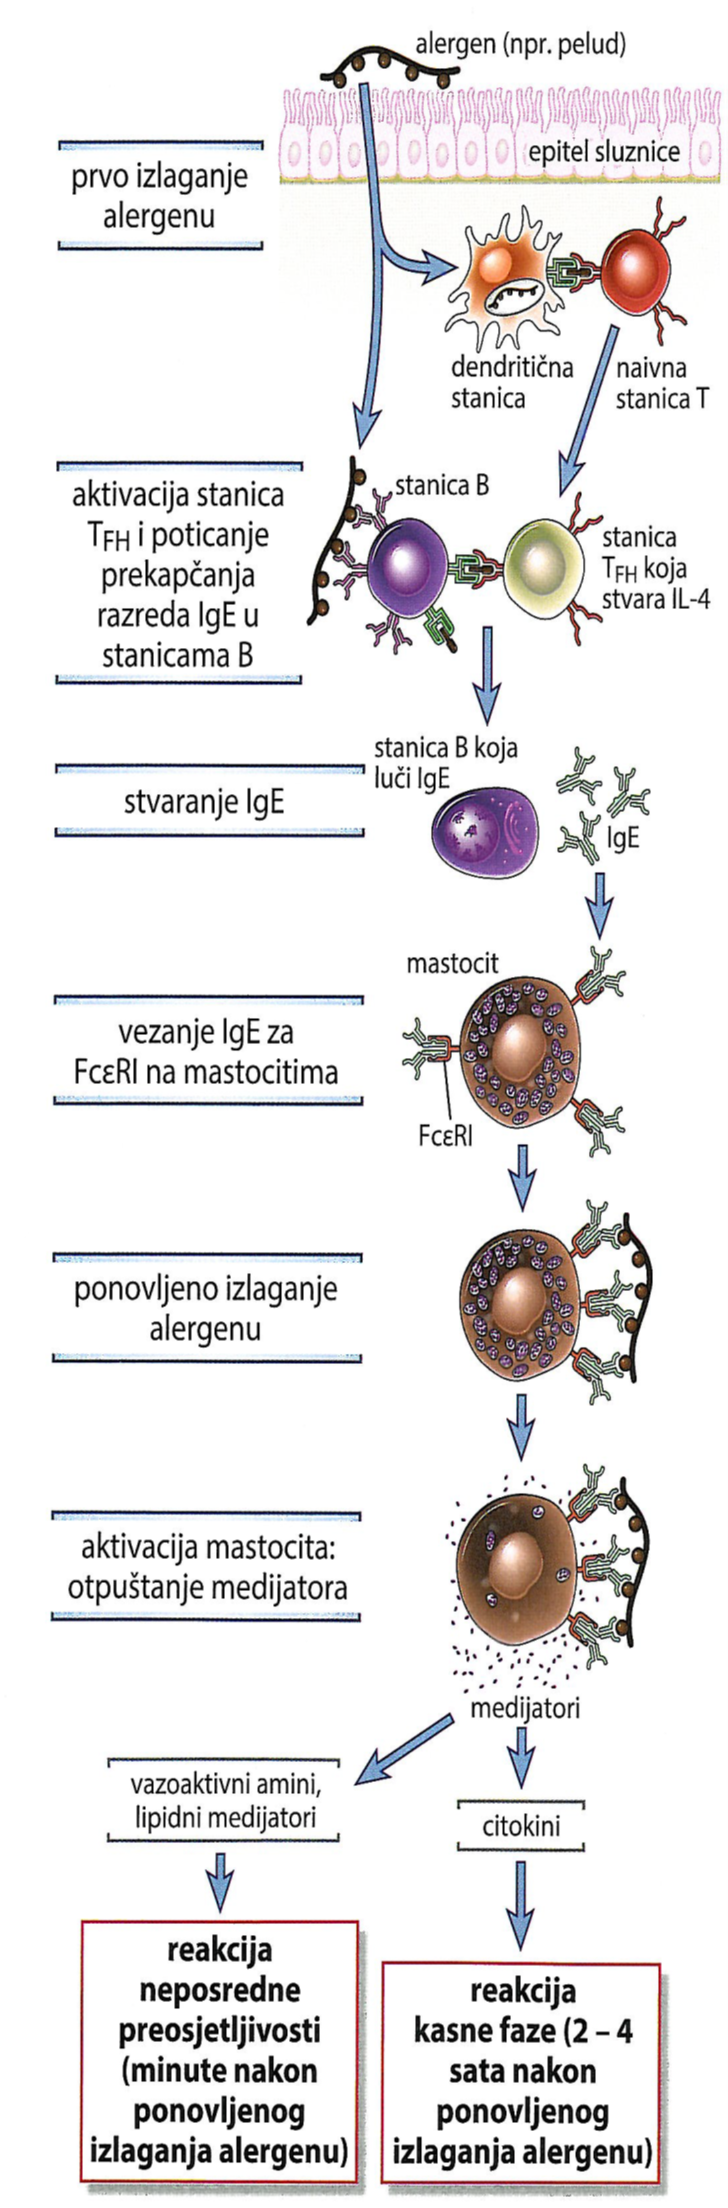 alergen (npr. pelud)
epitel sluznice
prvo izlaganje
alergenu
dendritična
stanica
naivna
stanica T
aktivacija stanica
TFH i poticanje
prekapčanja
razreda IgE u
stanicama B
stanica B
stanica
TFH koja
stvara IL-4
stanica B koja
luči IgE
stvaranje IgE
IgE
mastocit
vezanje IgE za
FcεRI na mastocitima
FcεRI
ponovljeno izlaganje
alergenu
aktivacija mastocita:
otpuštanje medijatora
medijatori
vazoaktivni amini,
lipidni medijatori
citokini
reakcija
neposredne
preosjetljivosti
(minute nakon
ponovljenog
izlaganja alergenu)
reakcija
kasne faze (2 – 4
sata nakon
ponovljenog
izlaganja alergenu)